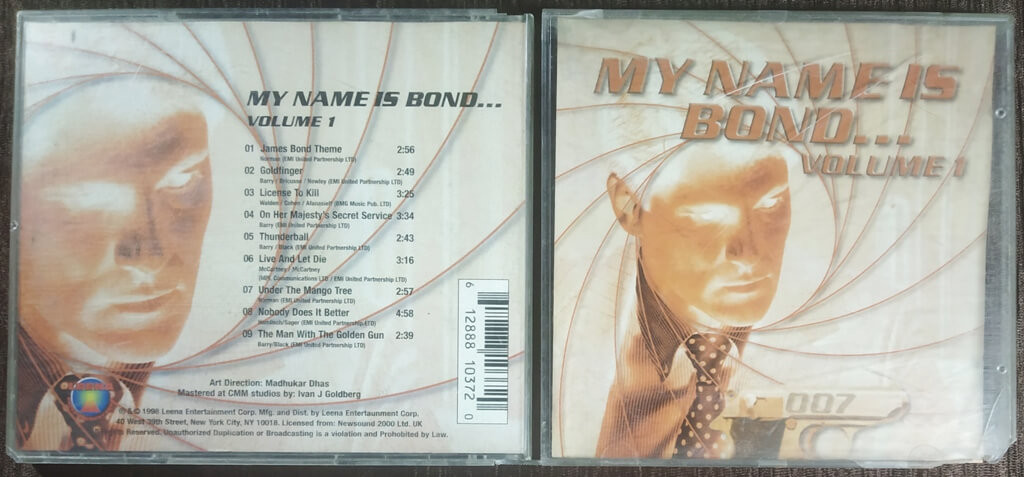 MY NAME IS BOND...
VOLUME 1
01 James Bond Theme 2:56
Norman (EMI United Partnership LTD)
02 Goldfinger 2:49
Barry / Bricusse / Newley (EMI United Partnership LTD)
03 License To Kill 3:25
Walden / Cohen / Afanasieff (BMG Music Pub. LTD)
04 On Her Majesty's Secret Service 3:34
Barry (EMI United Partnership LTD)
05 Thunderball 2:43
Barry / Black (EMI United Partnership LTD)
06 Live And Let Die 3:16
McCartney / McCartney
(MPL Communications LTD / EMI United Partnership LTD)
07 Under The Mango Tree 2:57
Norman (EMI United Partnership LTD)
08 Nobody Does It Better 4:58
(EMI United Partnership LTD)
09 The Man With The Golden Gun 2:39
Barry/Black (EMI United Partnership LTD)
6 12888 10372 0
Art Direction: Madhukar Dhas
Mastered at CMM studios by: Ivan J Goldberg
℗ & © 1998 Leena Entertainment Corp. Mfg. and Dist. by Leena Entertaunment Corp.
40 West 39th Street, New York City, NY 10018. Licensed from: Newsound 2000 Ltd. UK
Rights Reserved. Unauthorized Duplication or Broadcasting is a violation and Prohibited by Law.
MY NAME IS
BOND...
VOLUME 1
007